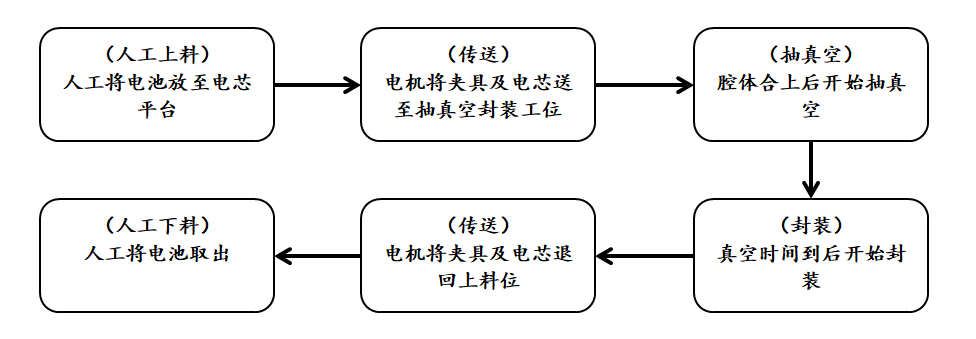 （人工上料）
人工将电池放至电芯
平台
（传送）
电机将夹具及电芯送
至抽真空封装工位
（抽真空）
腔体合上后开始抽真
空
（封装）
真空时间到后开始封
装
（传送）
电机将夹具及电芯退
回上料位
（人工下料）
人工将电池取出